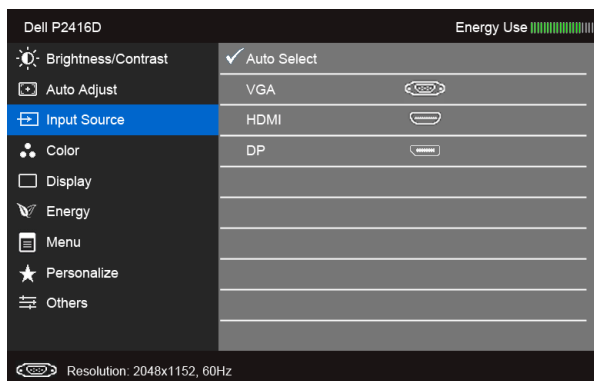 Dell P2416D Energy Use
Brightness/Contrast Auto Select
Auto Adjust VGA
Input Source HDMI
Color DP
Display
Energy
Menu
Personalize
Others
Resolution: 2048x1152, 60Hz